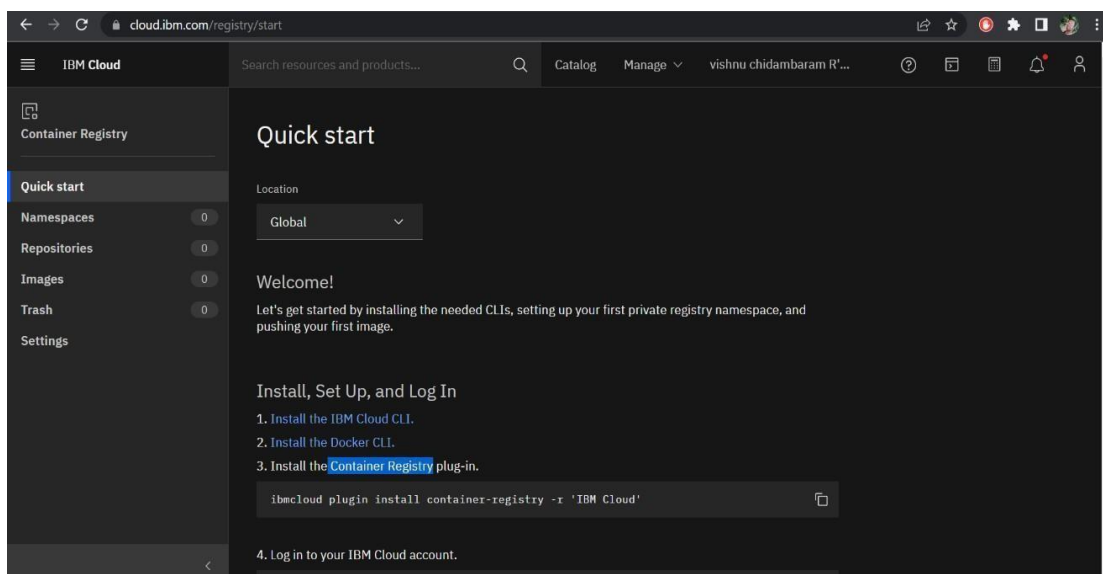 cloud.ibm.com/registry/start
IBM Cloud
Search resources and products...
Catalog
Manage
vishnu chidambaram R'...
Container Registry
Quick start
Namespaces 0
Repositories 0
Images 0
Trash 0
Settings
Quick start
Location
Global
Welcome!
Let's get started by installing the needed CLIs, setting up your first private registry namespace, and
pushing your first image.
Install, Set Up, and Log In
1. Install the IBM Cloud CLI.
2. Install the Docker CLI.
3. Install the Container Registry plug-in.
ibmcloud plugin install container-registry -r 'IBM Cloud'
4. Log in to your IBM Cloud account.